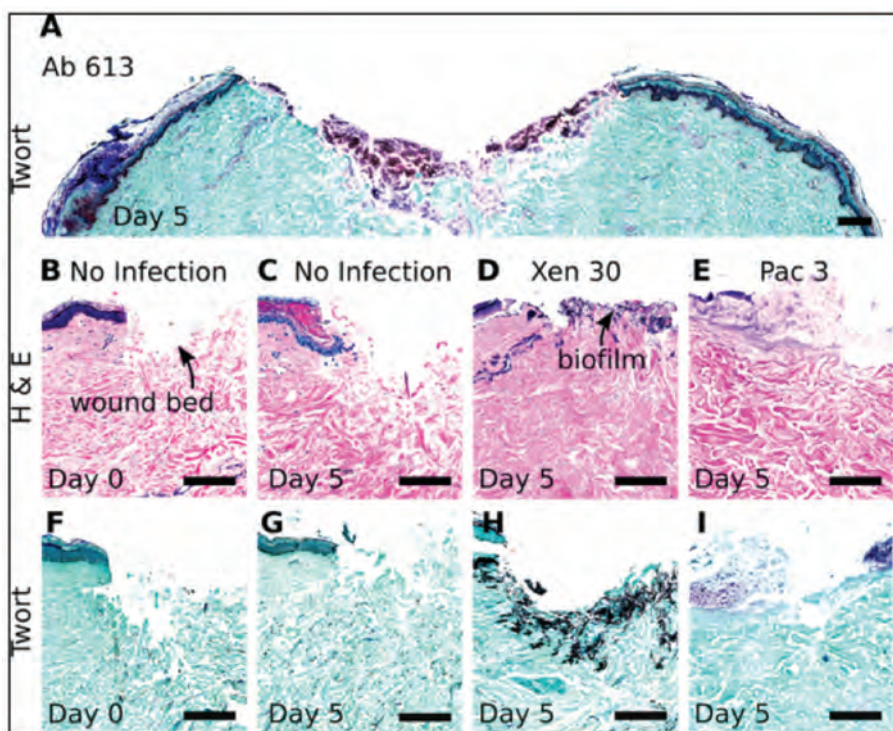 A
Ab 613
Twort
Day 5
B No Infection
C No Infection
D Xen 30
E Pac 3
H & E
wound bed
biofilm
Day 0
Day 5
Day 5
Day 5
F
G
H
I
Twort
Day 0
Day 5
Day 5
Day 5